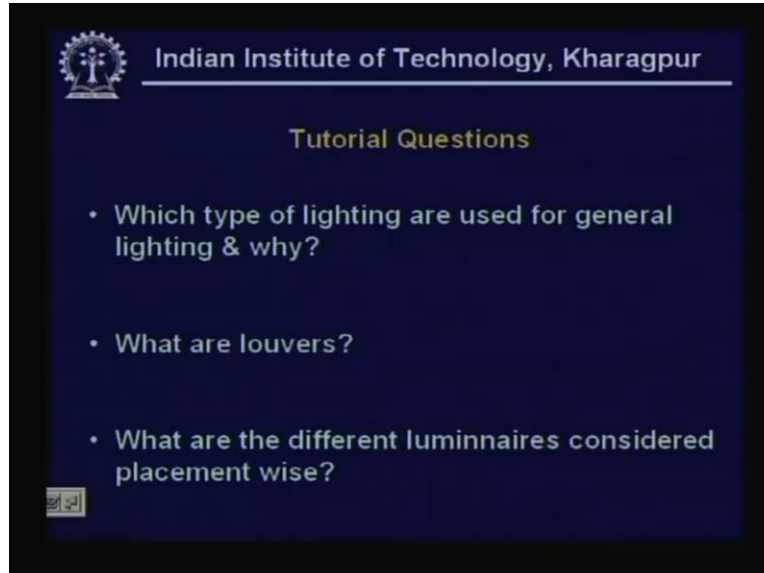 Indian Institute of Technology, Kharagpur
Tutorial Questions
• Which type of lighting are used for general
lighting & why?
• What are louvers?
• What are the different luminnaires considered
placement wise?